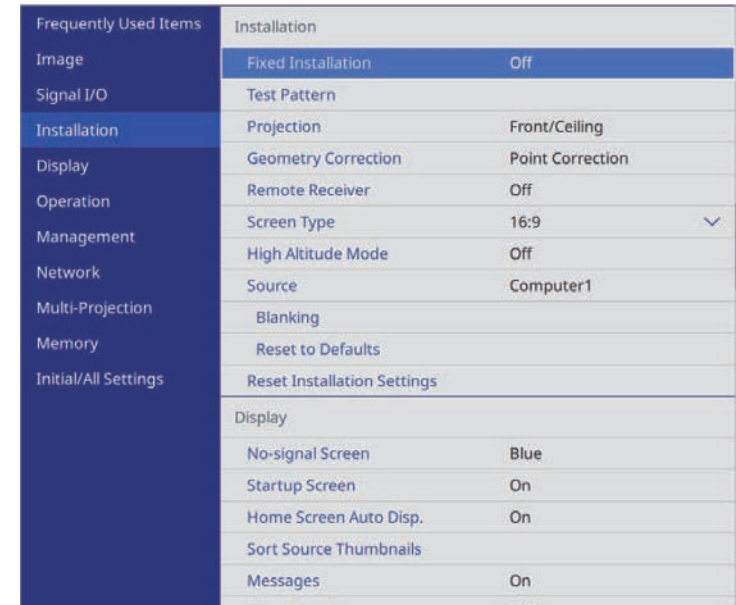 Frequently Used Items
Image
Signal I/O
Installation
Display
Operation
Management
Network
Multi-Projection
Memory
Initial/All Settings
Installation
Fixed Installation Off
Test Pattern
Projection Front/Ceiling
Geometry Correction Point Correction
Remote Receiver Off
Screen Type 16:9
High Altitude Mode Off
Source Computer1
Blanking
Reset to Defaults
Reset Installation Settings
Display
No-signal Screen Blue
Startup Screen On
Home Screen Auto Disp. On
Sort Source Thumbnails
Messages On